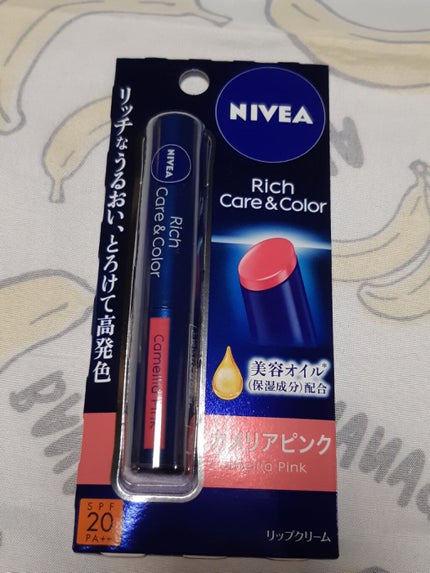 NIVEA
Rich
Care & Color
リッチなうるおい、とろけて高発色
NIVEA
Rich
Care & Color
Camellia Pink
美容オイル※
(保湿成分)配合
カメリアピンク
Camellia Pink
SPF
20
PA++
リップクリーム